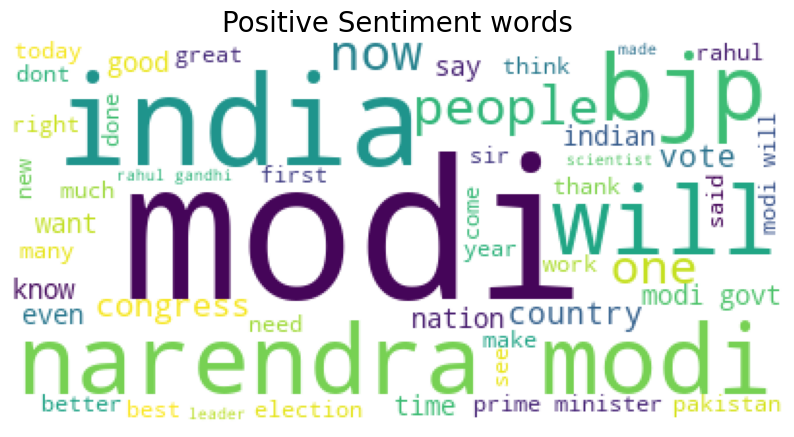 Positive Sentiment words
today
dont
good
great
now
say
think
made
rahul
india
people
bjp
right
done
indian
vote
will
new
rahul gandhi
first
sir
scientist
much
modi
want
come
thank
said
modi
many
year
will
work
one
know
even
congress
need
nation
country
modi govt
narendra modi
make
see
better
best
leader
election
time
prime minister
pakistan